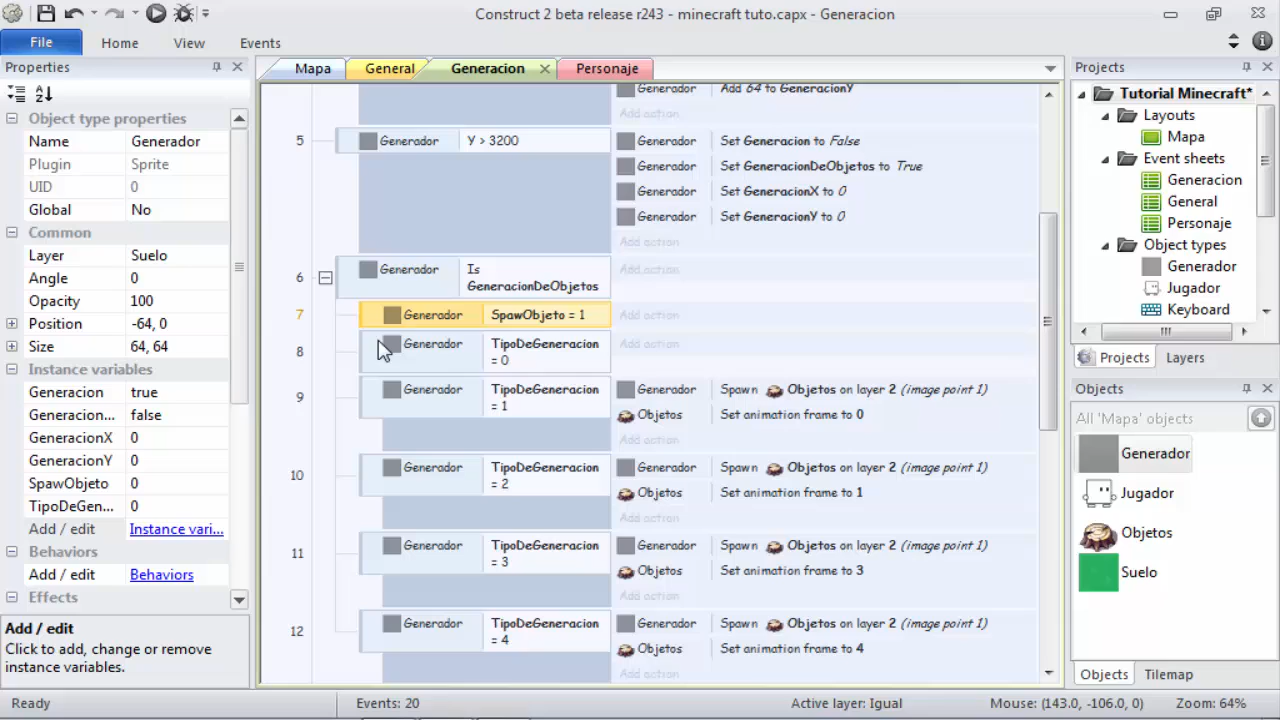 Construct 2 beta release r243 - minecraft tuto.capx - Generacion
File Home View Events
Properties
Object type properties
Name Generador
Plugin Sprite
UID 0
Global No
Common
Layer Suelo
Angle 0
Opacity 100
Position -64, 0
Size 64, 64
Instance variables
Generacion true
Generacion... false
GeneracionX 0
GeneracionY 0
SpawObjeto 0
TipoDeGen... 0
Add / edit Instance vari...
Behaviors
Add / edit Behaviors
Effects
Add / edit
Click to add, change or remove
instance variables.
Mapa General Generacion Personaje
Generador Add 64 to GeneracionY
Add action
5 Generador Y > 3200 Generador Set Generacion to False
Generador Set GeneracionDeObjetos to True
Generador Set GeneracionX to 0
Generador Set GeneracionY to 0
Add action
6 Generador Is GeneracionDeObjetos Add action
7 Generador SpawObjeto = 1 Add action
8 Generador TipoDeGeneracion = 0 Add action
9 Generador TipoDeGeneracion = 1 Generador Spawn Objetos on layer 2 (image point 1)
Objetos Set animation frame to 0
Add action
10 Generador TipoDeGeneracion = 2 Generador Spawn Objetos on layer 2 (image point 1)
Objetos Set animation frame to 1
Add action
11 Generador TipoDeGeneracion = 3 Generador Spawn Objetos on layer 2 (image point 1)
Objetos Set animation frame to 3
Add action
12 Generador TipoDeGeneracion = 4 Generador Spawn Objetos on layer 2 (image point 1)
Objetos Set animation frame to 4
Add action
Projects
Tutorial Minecraft*
Layouts
Mapa
Event sheets
Generacion
General
Personaje
Object types
Generador
Jugador
Keyboard
Projects Layers
Objects
All 'Mapa' objects
Generador
Jugador
Objetos
Suelo
Objects Tilemap
Ready Events: 20 Active layer: Igual Mouse: (143.0, -106.0, 0) Zoom: 64%